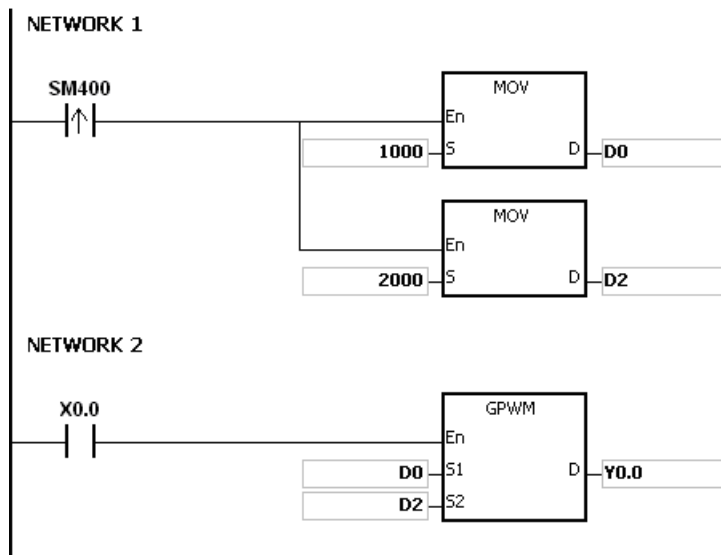 NETWORK 1
SM400
MOV
En
1000 S D D0
MOV
En
2000 S D D2
NETWORK 2
X0.0
GPWM
En
D0 S1 D Y0.0
D2 S2